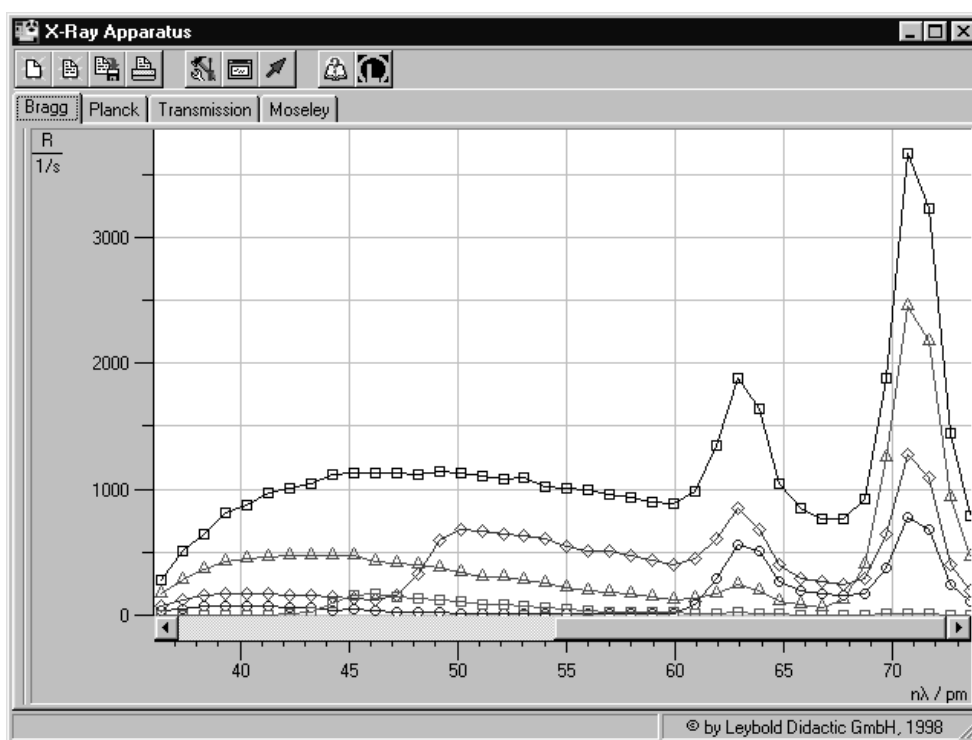 X-Ray Apparatus
Bragg Planck Transmission Moseley
R
1/s
3000
2000
1000
0
40 45 50 55 60 65 70
nλ / pm
© by Leybold Didactic GmbH, 1998